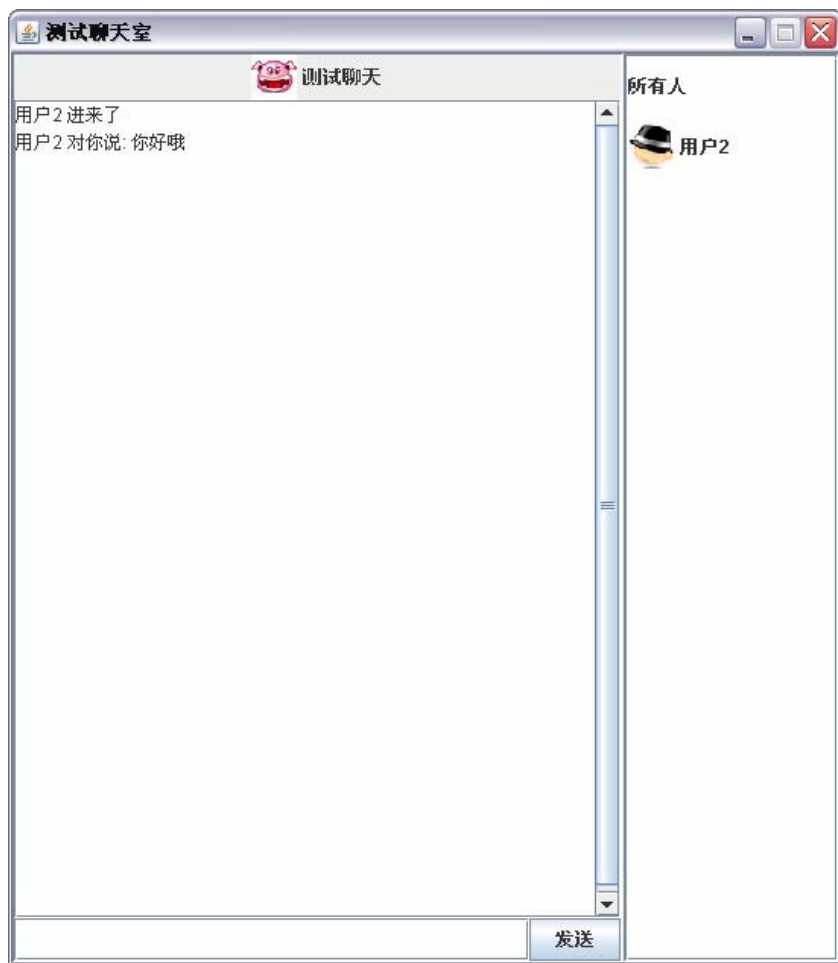 测试聊天室
测试聊天
用户2 进来了
用户2 对你说: 你好哦
所有人
用户2
发送